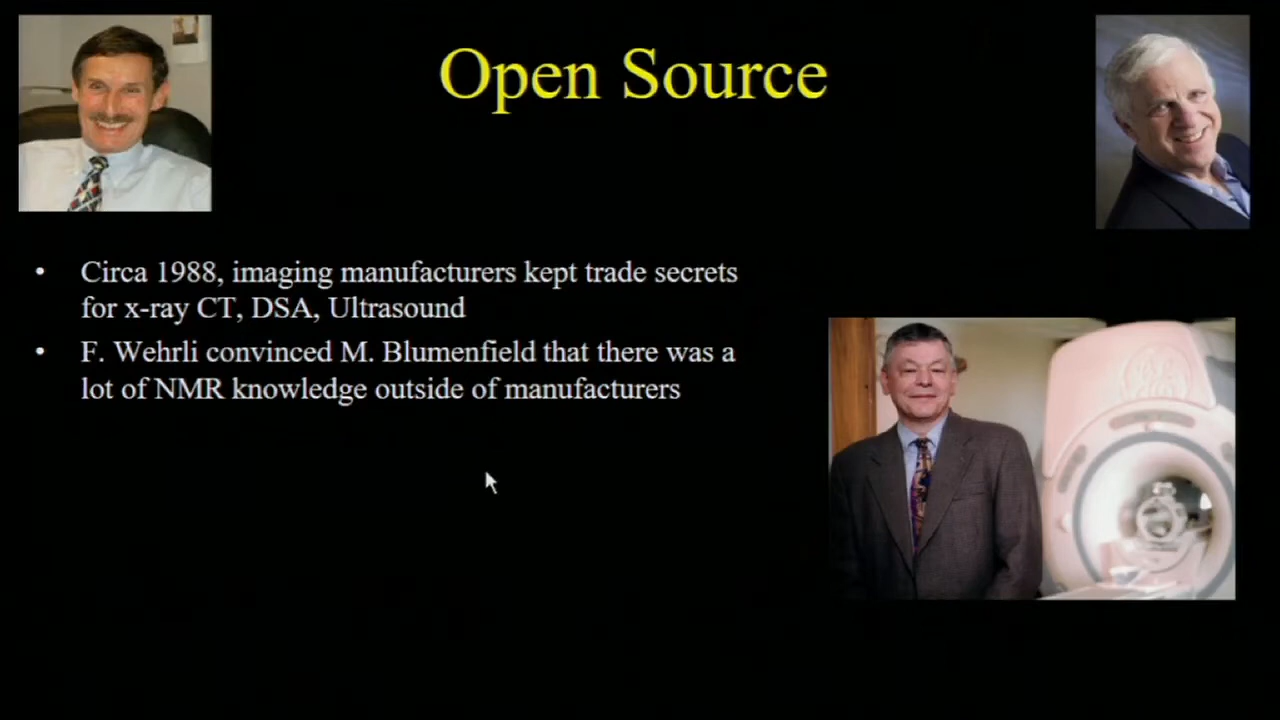 Open Source
• Circa 1988, imaging manufacturers kept trade secrets
for x-ray CT, DSA, Ultrasound
• F. Wehrli convinced M. Blumenfield that there was a
lot of NMR knowledge outside of manufacturers